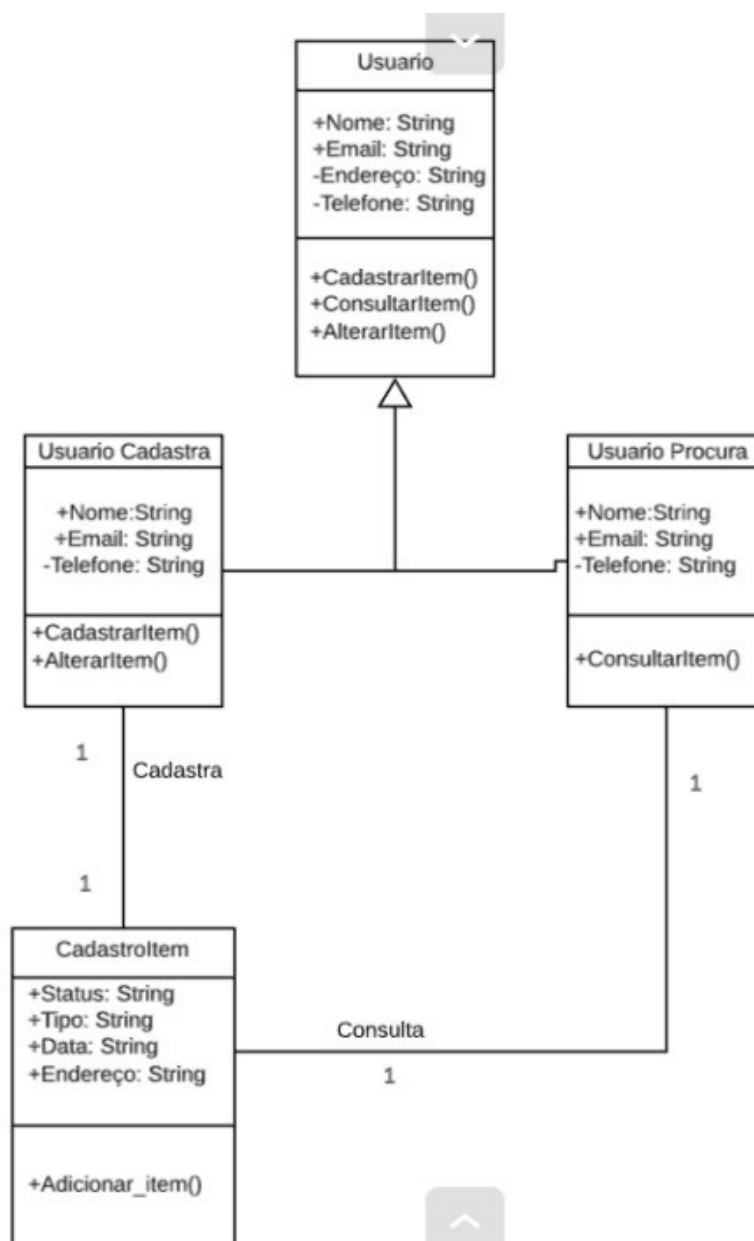 Usuario
+Nome: String
+Email: String
-Endereço: String
-Telefone: String
+CadastrarItem()
+ConsultarItem()
+AlterarItem()
Usuario Cadastra
+Nome:String
+Email: String
-Telefone: String
+CadastrarItem()
+AlterarItem()
Usuario Procura
+Nome:String
+Email: String
-Telefone: String
+ConsultarItem()
1
Cadastra
1
1
CadastroItem
+Status: String
+Tipo: String
+Data: String
+Endereço: String
+Adicionar_item()
Consulta
1